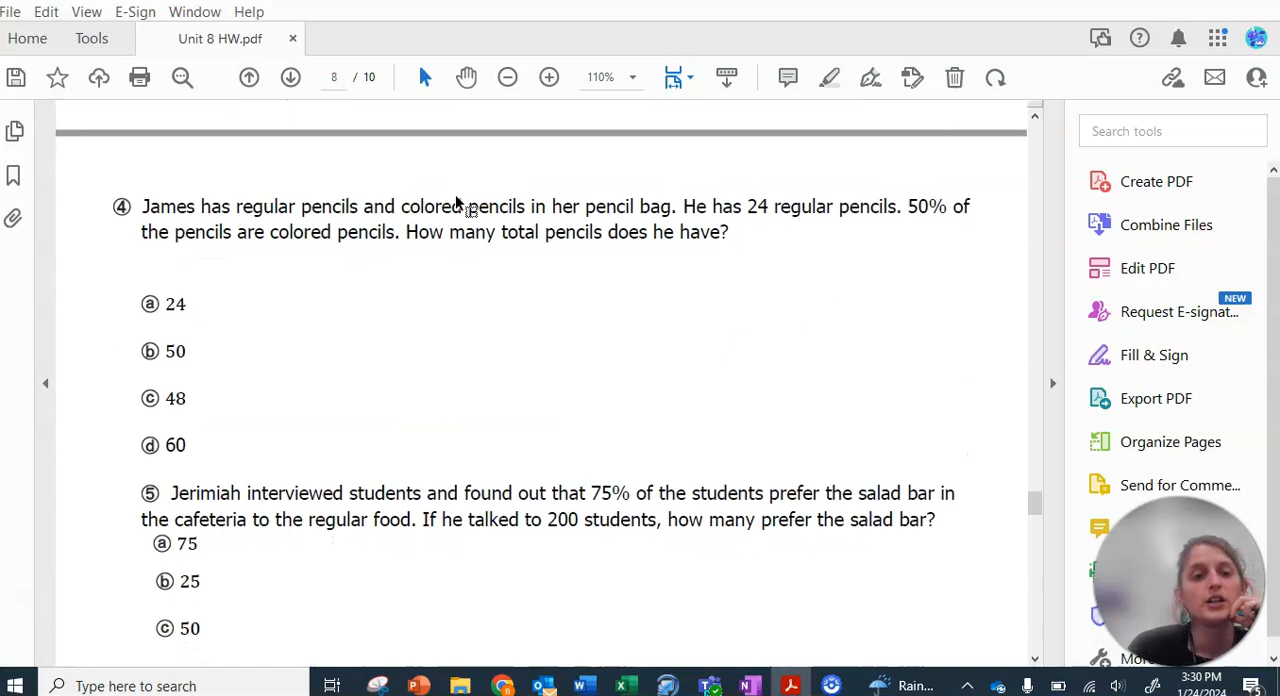 File Edit View E-Sign Window Help
Home Tools Unit 8 HW.pdf ×
8 / 10 110%
Search tools
Create PDF
Combine Files
Edit PDF
NEW
Request E-signat...
Fill & Sign
Export PDF
Organize Pages
Send for Comme...
④ James has regular pencils and colored pencils in her pencil bag. He has 24 regular pencils. 50% of
the pencils are colored pencils. How many total pencils does he have?
ⓐ 24
ⓑ 50
ⓒ 48
ⓓ 60
⑤ Jerimiah interviewed students and found out that 75% of the students prefer the salad bar in
the cafeteria to the regular food. If he talked to 200 students, how many prefer the salad bar?
ⓐ 75
ⓑ 25
ⓒ 50
Type here to search
Rain...
3:30 PM
1/24/2024